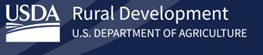 USDA Rural Development
U.S. DEPARTMENT OF AGRICULTURE